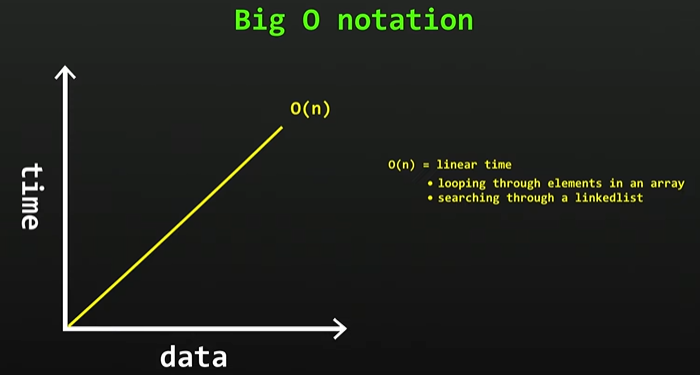 Big O notation
O(n)
time
O(n) = linear time
• looping through elements in an array
• searching through a linkedlist
data